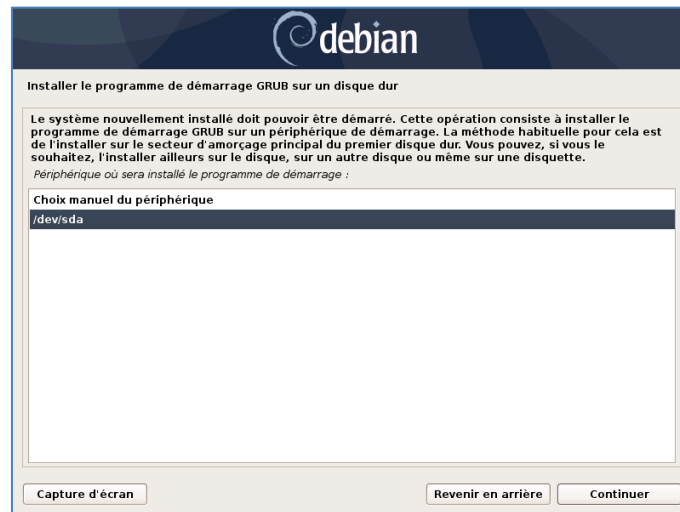 debian
Installer le programme de démarrage GRUB sur un disque dur
Le système nouvellement installé doit pouvoir être démarré. Cette opération consiste à installer le
programme de démarrage GRUB sur un périphérique de démarrage. La méthode habituelle pour cela est
de l'installer sur le secteur d'amorçage principal du premier disque dur. Vous pouvez, si vous le
souhaitez, l'installer ailleurs sur le disque, sur un autre disque ou même sur une disquette.
Périphérique où sera installé le programme de démarrage :
Choix manuel du périphérique
/dev/sda
Capture d'écran Revenir en arrière Continuer